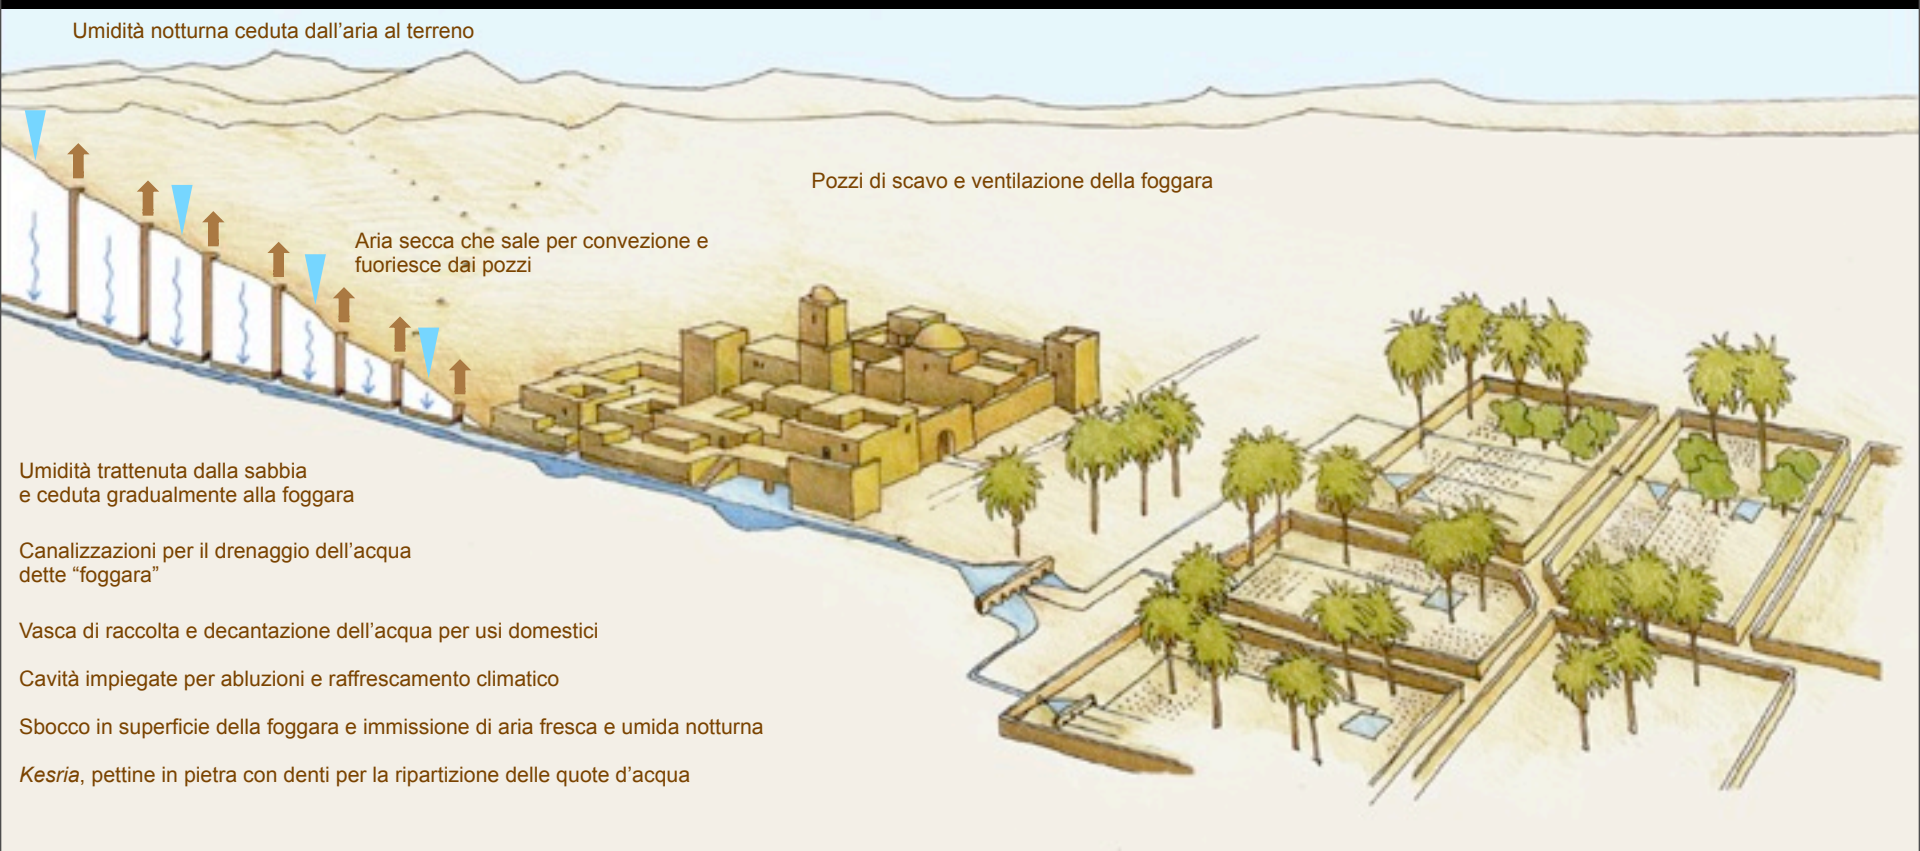 Umidità notturna ceduta dall'aria al terreno
Pozzi di scavo e ventilazione della foggara
Aria secca che sale per convezione e
fuoriesce dai pozzi
Umidità trattenuta dalla sabbia
e ceduta gradualmente alla foggara
Canalizzazioni per il drenaggio dell'acqua
dette “foggara”
Vasca di raccolta e decantazione dell'acqua per usi domestici
Cavità impiegate per abluzioni e raffrescamento climatico
Sbocco in superficie della foggara e immissione di aria fresca e umida notturna
Kesria, pettine in pietra con denti per la ripartizione delle quote d'acqua